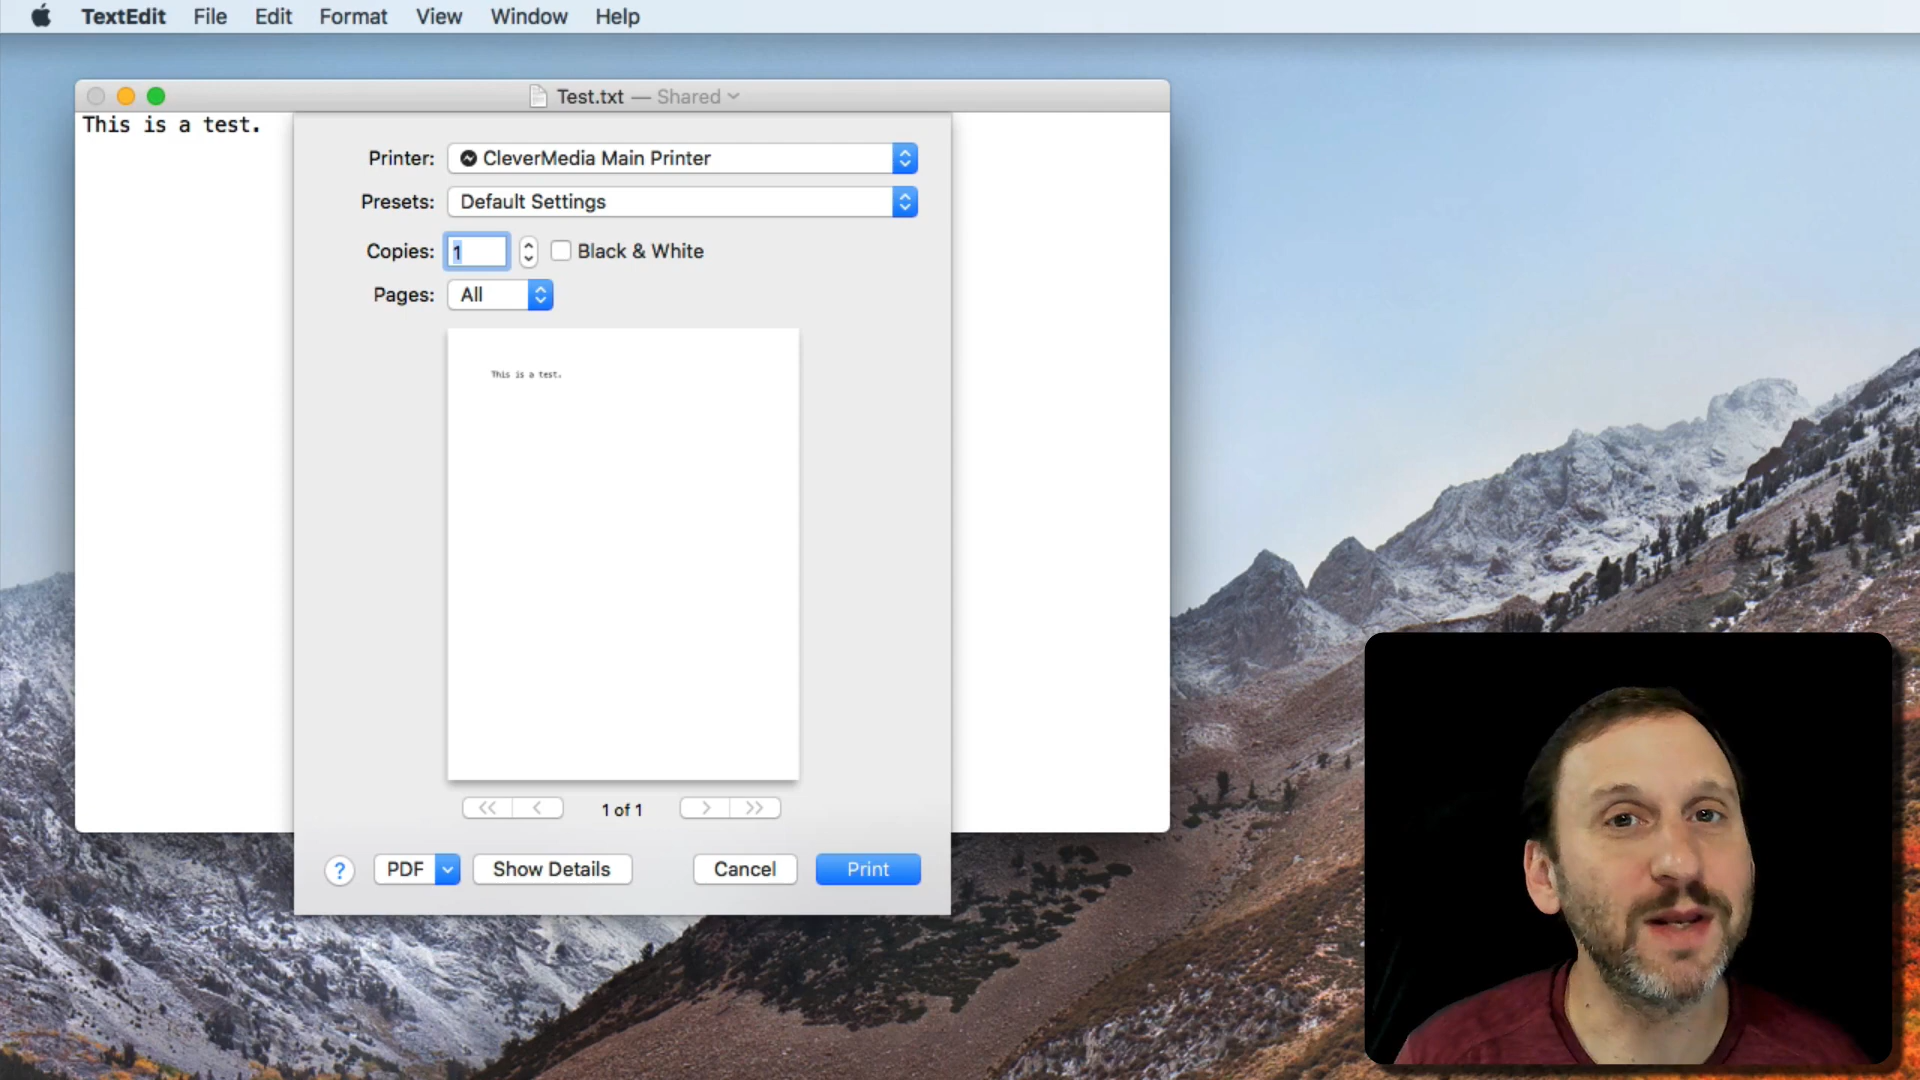 TextEdit File Edit Format View Window Help
Test.txt — Shared
This is a test.
Printer: CleverMedia Main Printer
Presets: Default Settings
Copies: 1 Black & White
Pages: All
This is a test.
<< < 1 of 1 > >>
? PDF Show Details Cancel Print